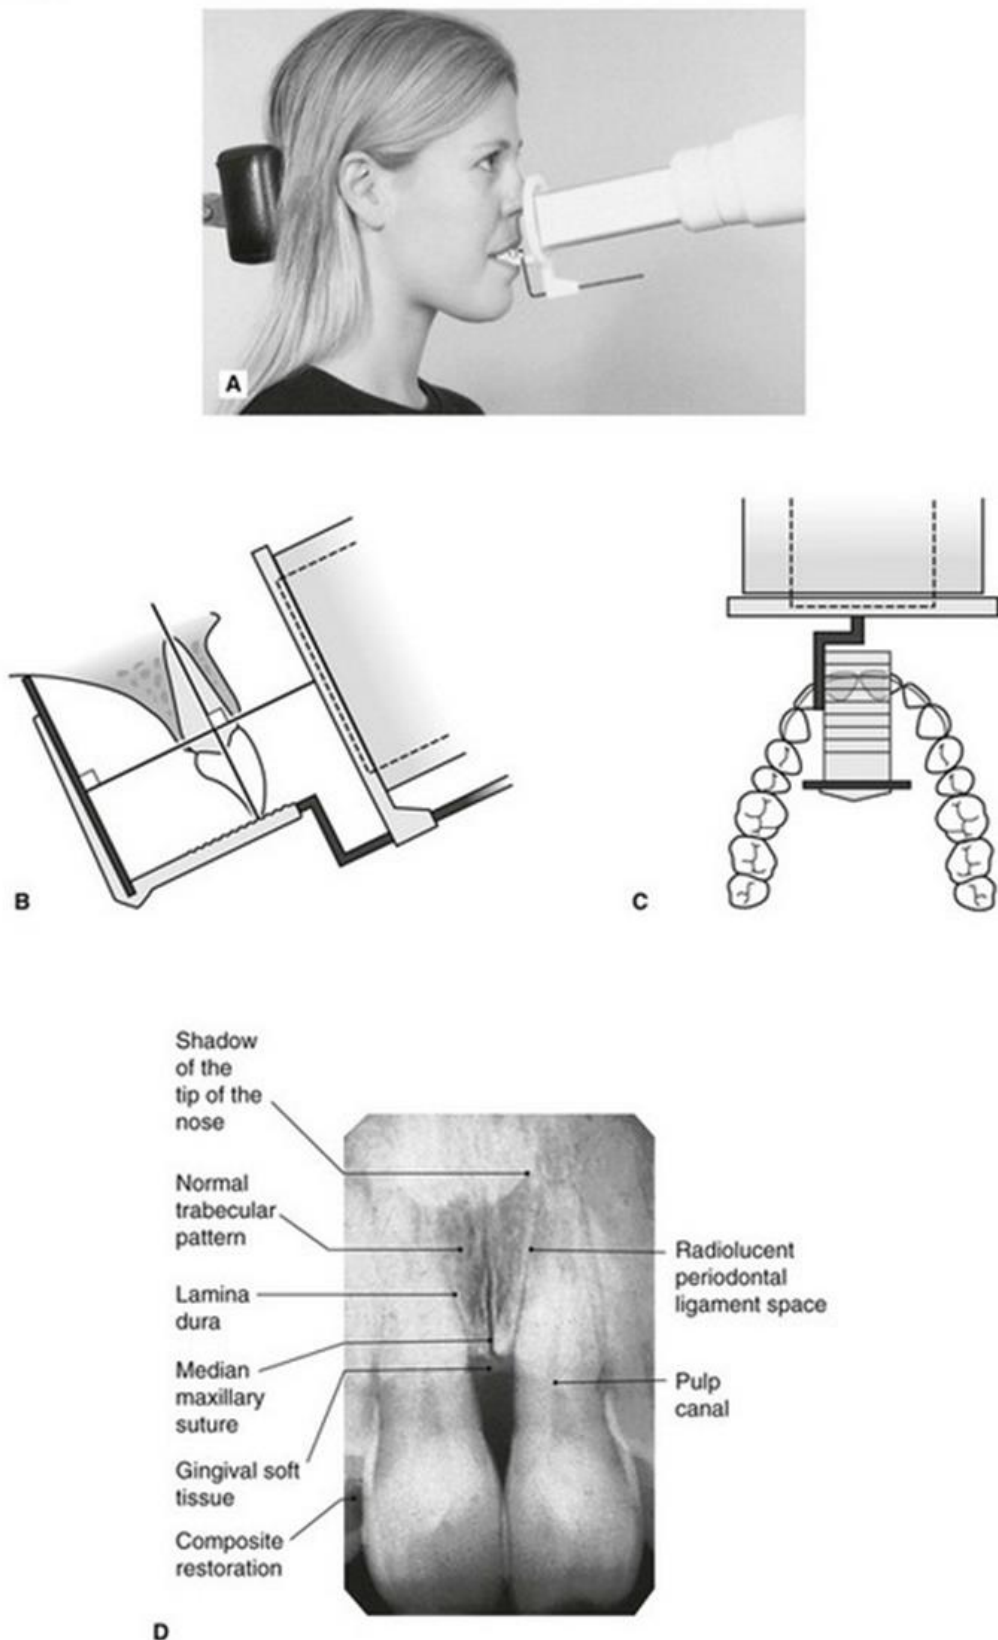 A
B
C
Shadow
of the
tip of the
nose
Normal
trabecular
pattern
Lamina
dura
Median
maxillary
suture
Gingival soft
tissue
Composite
restoration
Radiolucent
periodontal
ligament space
Pulp
canal
D